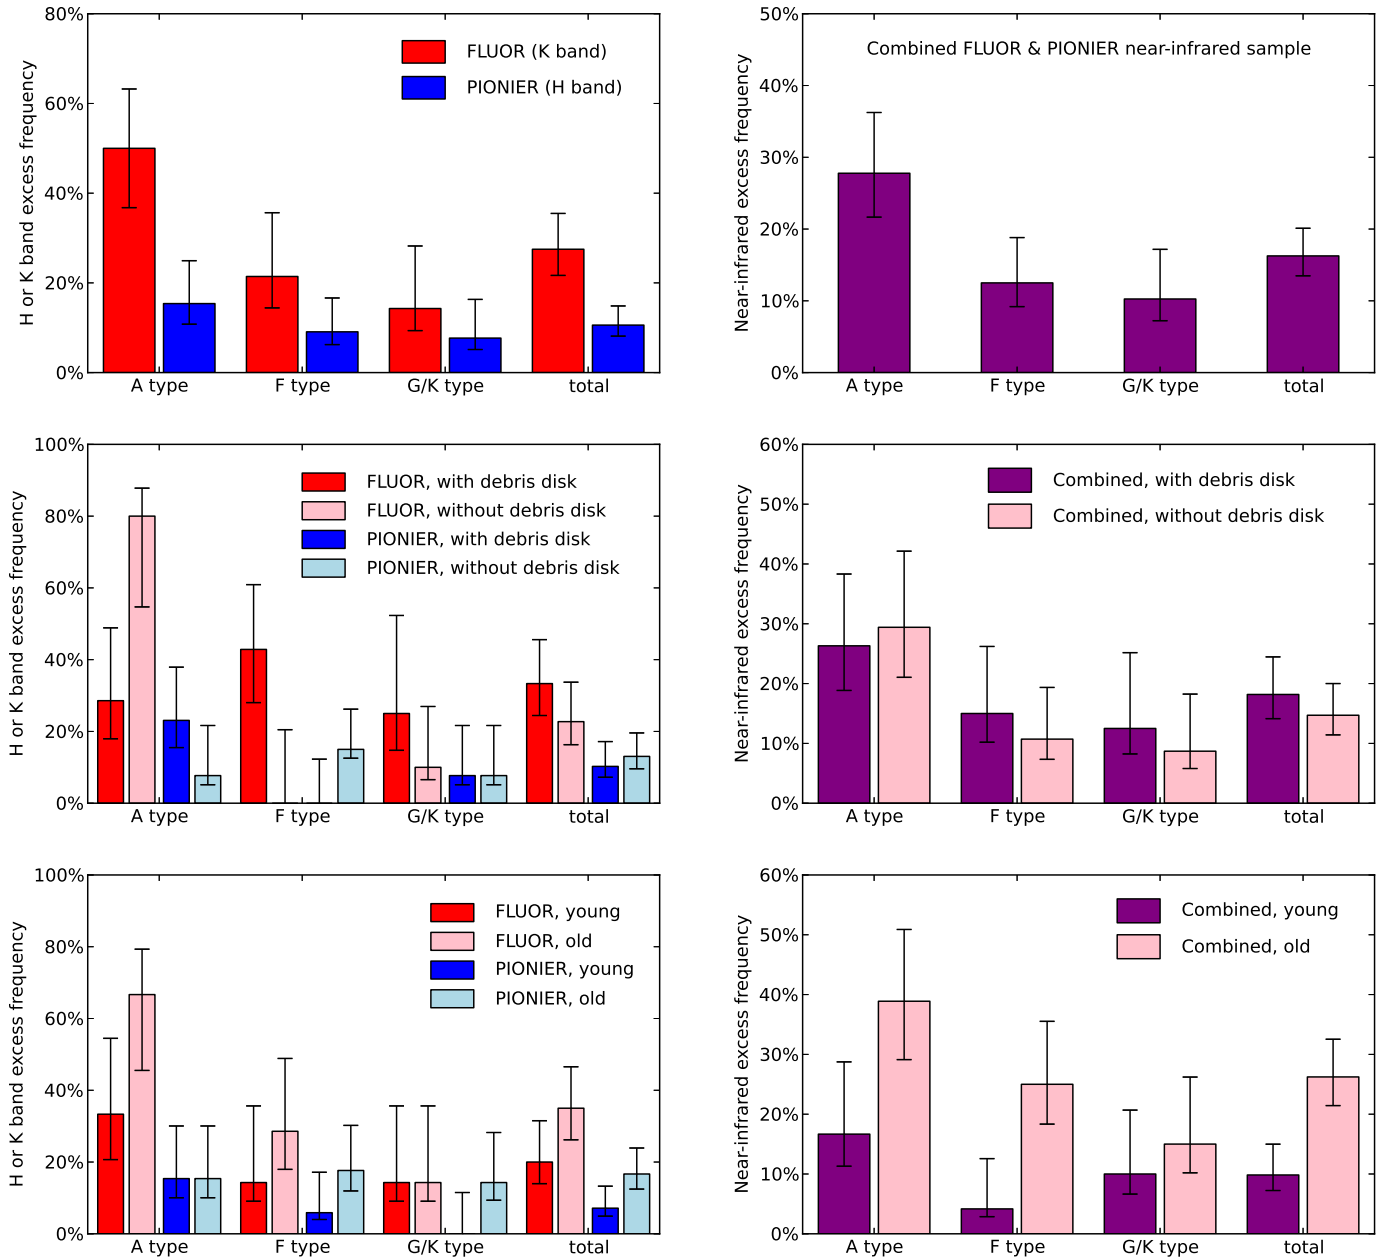 H or K band excess frequency
80%
60%
40%
20%
0%
FLUOR (K band)
PIONIER (H band)
A type
F type
G/K type
total
Near-infrared excess frequency
50%
40%
30%
20%
10%
0%
Combined FLUOR & PIONIER near-infrared sample
A type
F type
G/K type
total
H or K band excess frequency
100%
80%
60%
40%
20%
0%
FLUOR, with debris disk
FLUOR, without debris disk
PIONIER, with debris disk
PIONIER, without debris disk
A type
F type
G/K type
total
Near-infrared excess frequency
60%
50%
40%
30%
20%
10%
0%
Combined, with debris disk
Combined, without debris disk
A type
F type
G/K type
total
H or K band excess frequency
100%
80%
60%
40%
20%
0%
FLUOR, young
FLUOR, old
PIONIER, young
PIONIER, old
A type
F type
G/K type
total
Near-infrared excess frequency
60%
50%
40%
30%
20%
10%
0%
Combined, young
Combined, old
A type
F type
G/K type
total